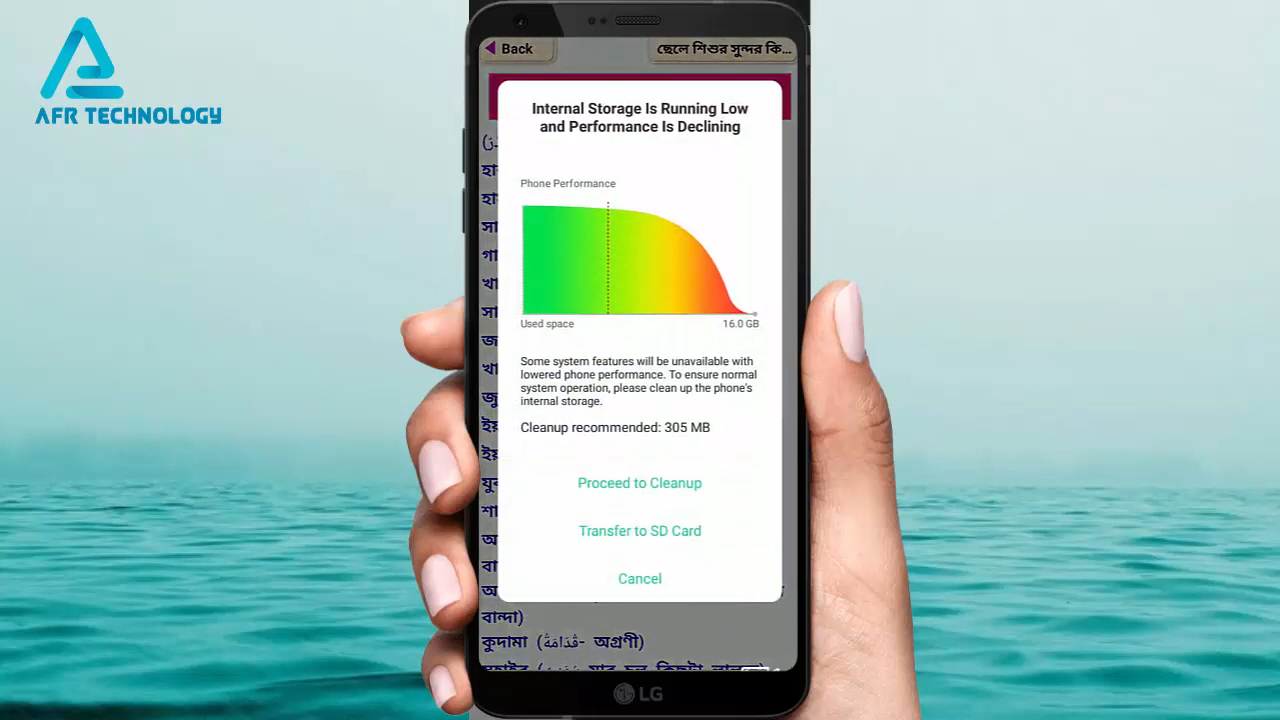 AFR TECHNOLOGY
Back
ছেলে শিশুর সুন্দর কি...
Internal Storage Is Running Low
and Performance Is Declining
Phone Performance
Used space
16.0 GB
Some system features will be unavailable with
lowered phone performance. To ensure normal
system operation, please clean up the phone's
internal storage.
Cleanup recommended: 305 MB
Proceed to Cleanup
Transfer to SD Card
Cancel
বান্দা)
কুদামা (قُدَامَةُ- অগ্রণী)
LG